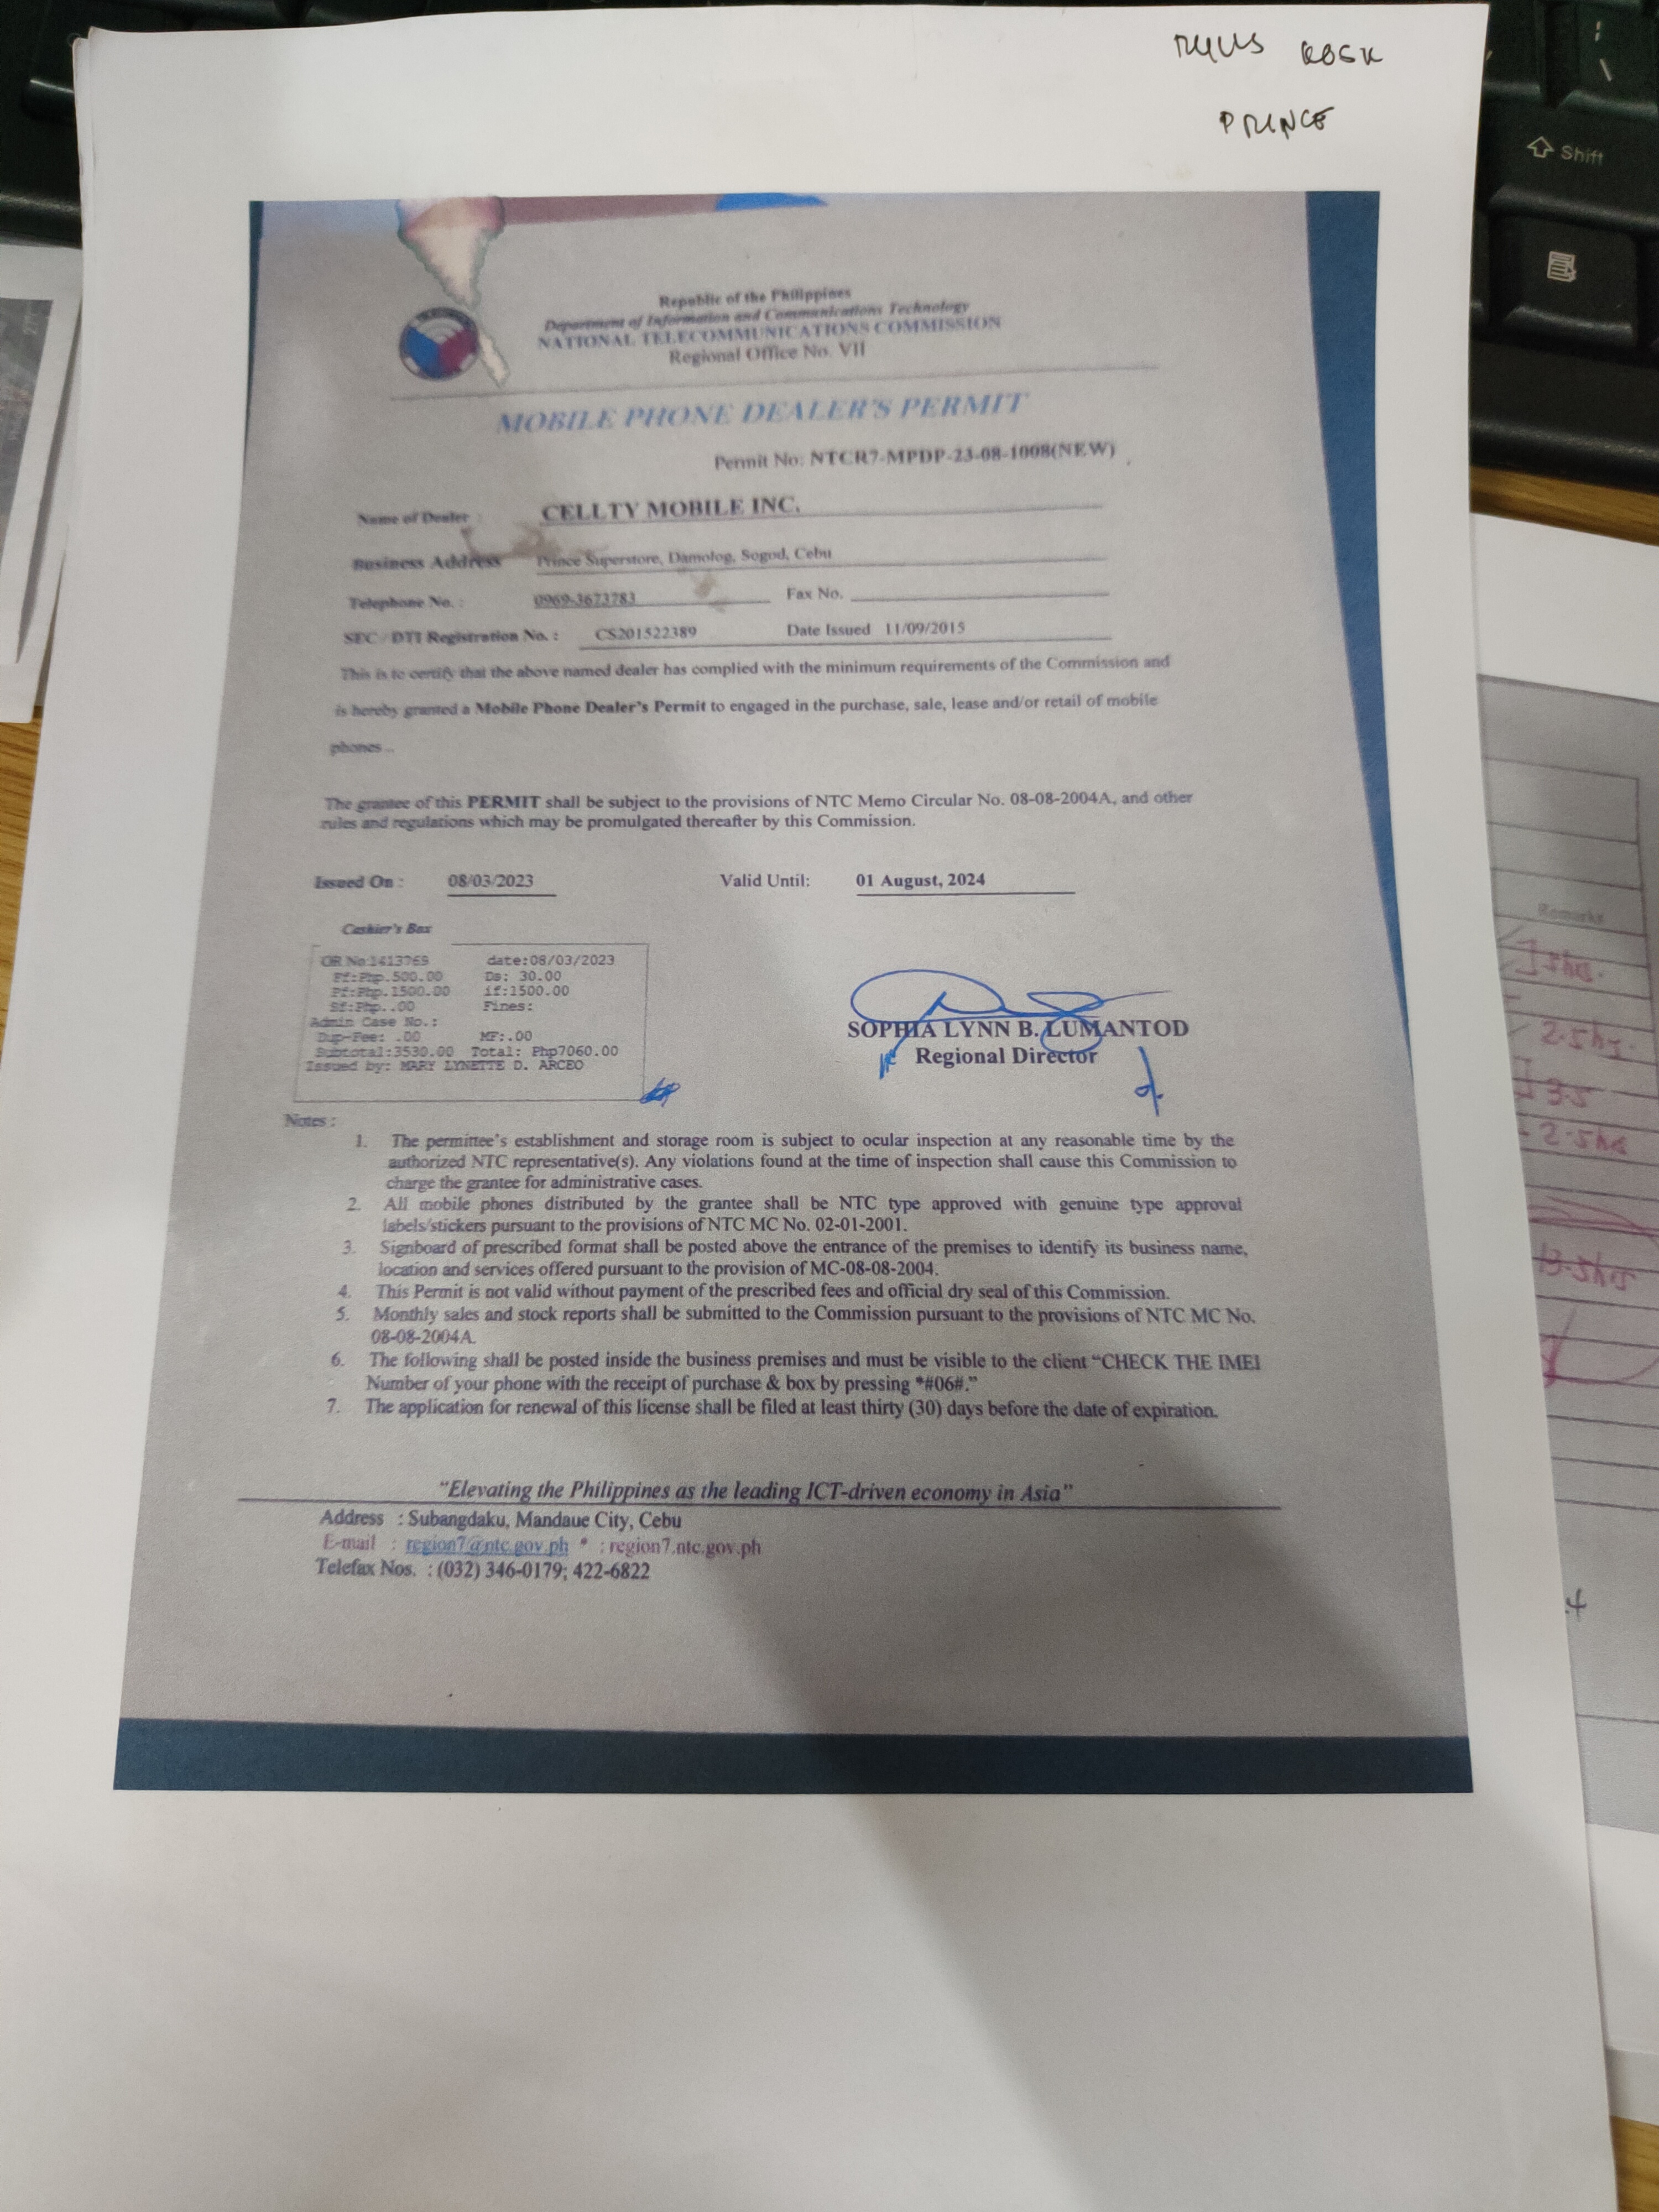 KOSK
PRINCE
Shift
Republic of the Philippines
Department of Information and Communications Technology
NATIONAL TELECOMMUNICATIONS COMMISSION
Regional Office No. VII
MOBILE PHONE DEALER'S PERMIT
Permit No: NTCR7-MPDP-23-08-1008(NEW)
Name of Dealer : CELLTY MOBILE INC.
Business Address Prince Superstore, Damolog, Sogod, Cebu
Telephone No. : 0969-3673783 Fax No.
SEC / DTI Registration No. : CS201522389 Date Issued 11/09/2015
This is to certify that the above named dealer has complied with the minimum requirements of the Commission and
is hereby granted a Mobile Phone Dealer's Permit to engaged in the purchase, sale, lease and/or retail of mobile
phones ..
The grantee of this PERMIT shall be subject to the provisions of NTC Memo Circular No. 08-08-2004A, and other
rules and regulations which may be promulgated thereafter by this Commission.
Issued On : 08/03/2023 Valid Until: 01 August, 2024
Cashier's Box
OR No:1413769 date:08/03/2023
Ff:Php.500.00 Ds: 30.00
Pf:Php.1500.00 if:1500.00
Sf:Php..00 Fines:
Admin Case No.:
Dup-Fee: .00 MF:.00
Subtotal:3530.00 Total: Php7060.00
Issued by: MARY LYNETTE D. ARCEO
SOPHIA LYNN B. LUMANTOD
Regional Director
Notes :
1. The permittee's establishment and storage room is subject to ocular inspection at any reasonable time by the
authorized NTC representative(s). Any violations found at the time of inspection shall cause this Commission to
charge the grantee for administrative cases.
2. All mobile phones distributed by the grantee shall be NTC type approved with genuine type approval
labels/stickers pursuant to the provisions of NTC MC No. 02-01-2001.
3. Signboard of prescribed format shall be posted above the entrance of the premises to identify its business name,
location and services offered pursuant to the provision of MC-08-08-2004.
4. This Permit is not valid without payment of the prescribed fees and official dry seal of this Commission.
5. Monthly sales and stock reports shall be submitted to the Commission pursuant to the provisions of NTC MC No.
08-08-2004A.
6. The following shall be posted inside the business premises and must be visible to the client “CHECK THE IMEI
Number of your phone with the receipt of purchase & box by pressing *#06#.”
7. The application for renewal of this license shall be filed at least thirty (30) days before the date of expiration.
“Elevating the Philippines as the leading ICT-driven economy in Asia”
Address : Subangdaku, Mandaue City, Cebu
E-mail : region7@ntc.gov.ph * : region7.ntc.gov.ph
Telefax Nos. : (032) 346-0179; 422-6822
Remarks
3.5